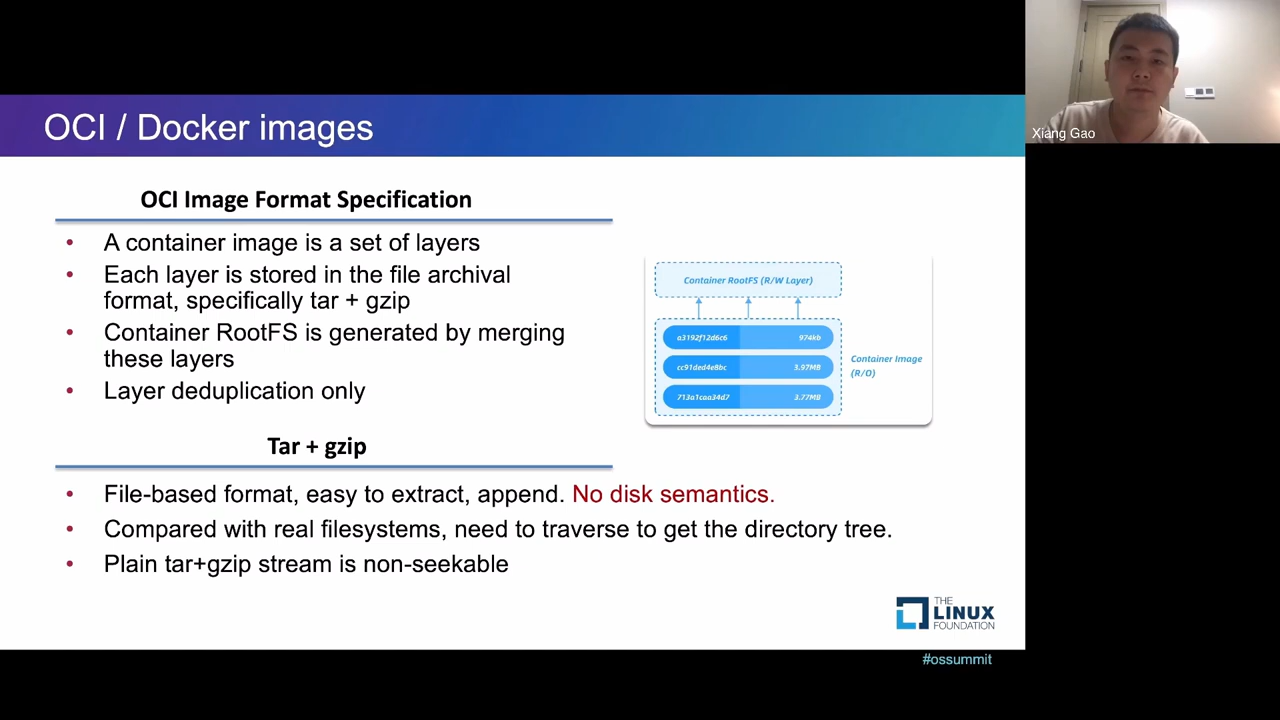 OCI / Docker images
Xiang Gao
OCI Image Format Specification
• A container image is a set of layers
• Each layer is stored in the file archival
format, specifically tar + gzip
• Container RootFS is generated by merging
these layers
• Layer deduplication only
Container RootFS (R/W Layer)
a3192f12d6c6 974kb
cc91ded4e8bc 3.97MB
713a1caa34d7 3.77MB
Container Image
(R/O)
Tar + gzip
• File-based format, easy to extract, append. No disk semantics.
• Compared with real filesystems, need to traverse to get the directory tree.
• Plain tar+gzip stream is non-seekable
THE
LINUX
FOUNDATION
#ossummit